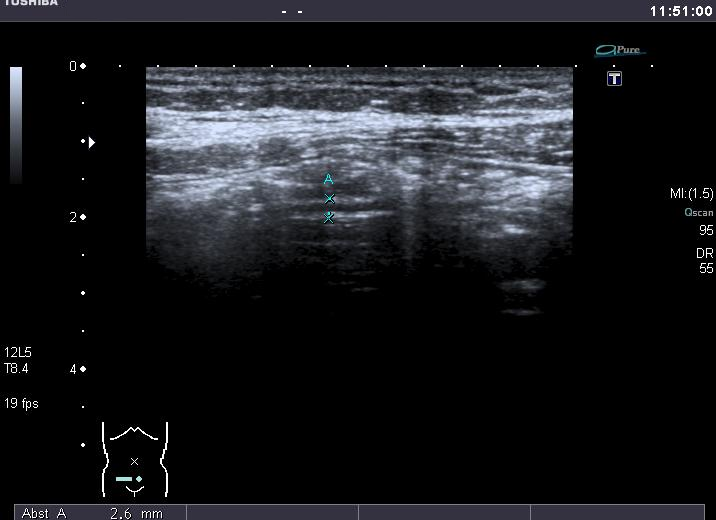 TOSHIBA
- -
11:51:00
aPure
T
0
A
2
MI:(1.5)
Qscan
95
DR
55
4
12L5
T8.4
19 fps
Abst A 2.6 mm